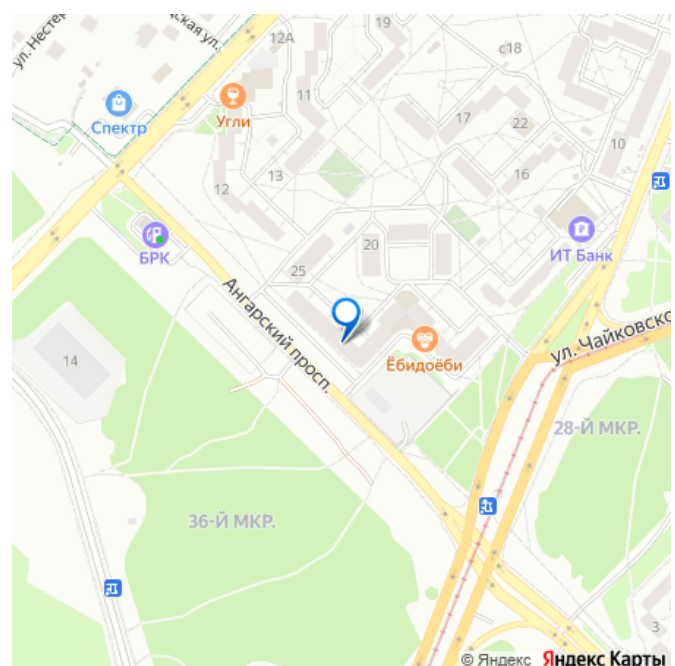 ул. Нестер
дская ул.
12А
19
с18
Спектр
Угли
11
17
22
10
12
13
16
БРК
20
ИТ Банк
25
Ангарский просп.
Ёбидоёби
ул. Чайковско
14
28-Й МКР.
36-Й МКР.
3
© Яндекс Яндекс Карты